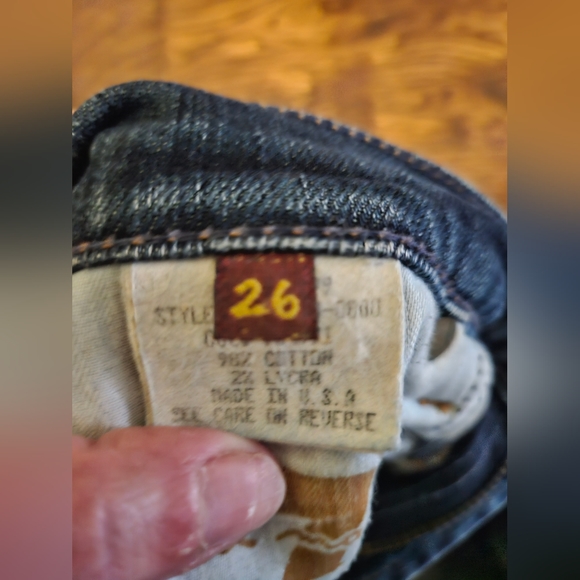 26
STYLE
98% COTTON
2% LYCRA
MADE IN U.S.A
SEE CARE ON REVERSE